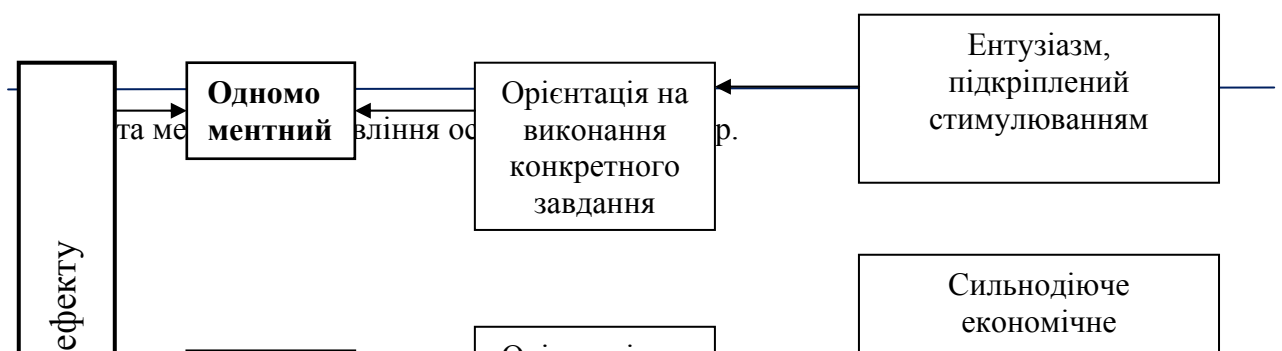 Ентузіазм,
підкріплений
стимулюванням
Одномо
ментний
Орієнтація на
виконання
конкретного
завдання
та ме вління ос р.
Сильнодіюче
економічне
ефекту